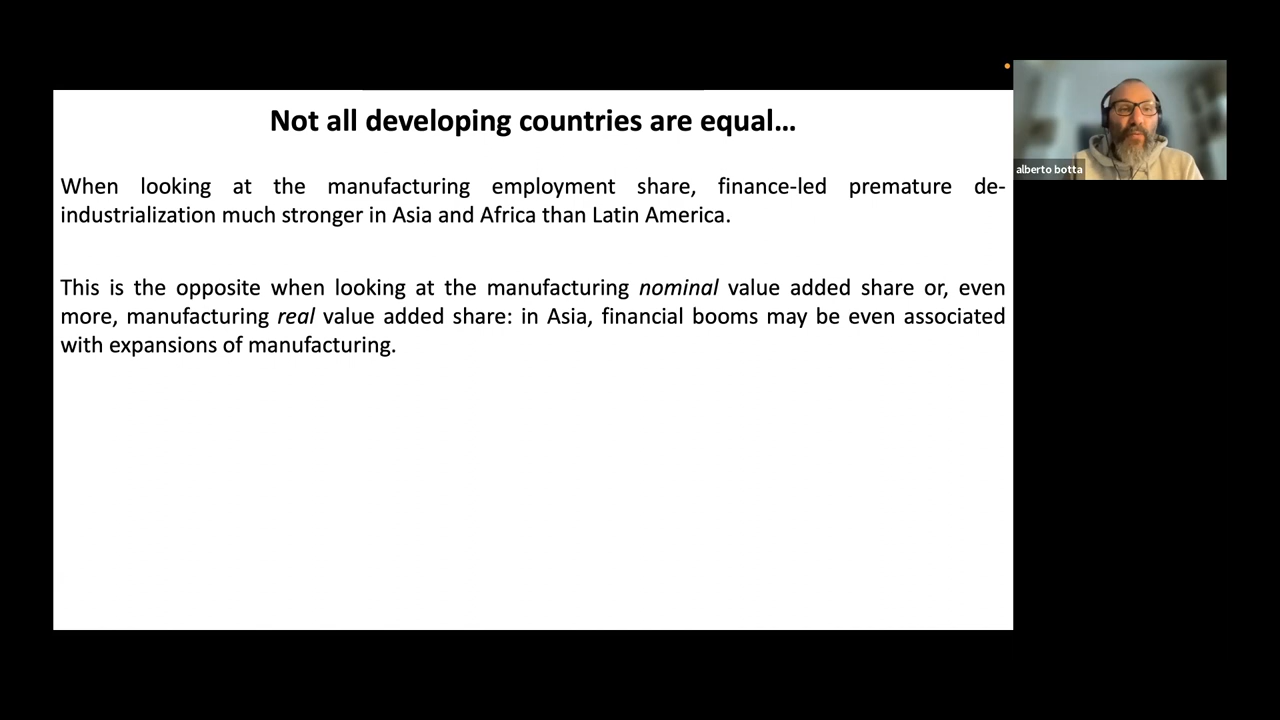 Not all developing countries are equal…
When looking at the manufacturing employment share, finance-led premature de-
industrialization much stronger in Asia and Africa than Latin America.
This is the opposite when looking at the manufacturing nominal value added share or, even
more, manufacturing real value added share: in Asia, financial booms may be even associated
with expansions of manufacturing.
alberto botta